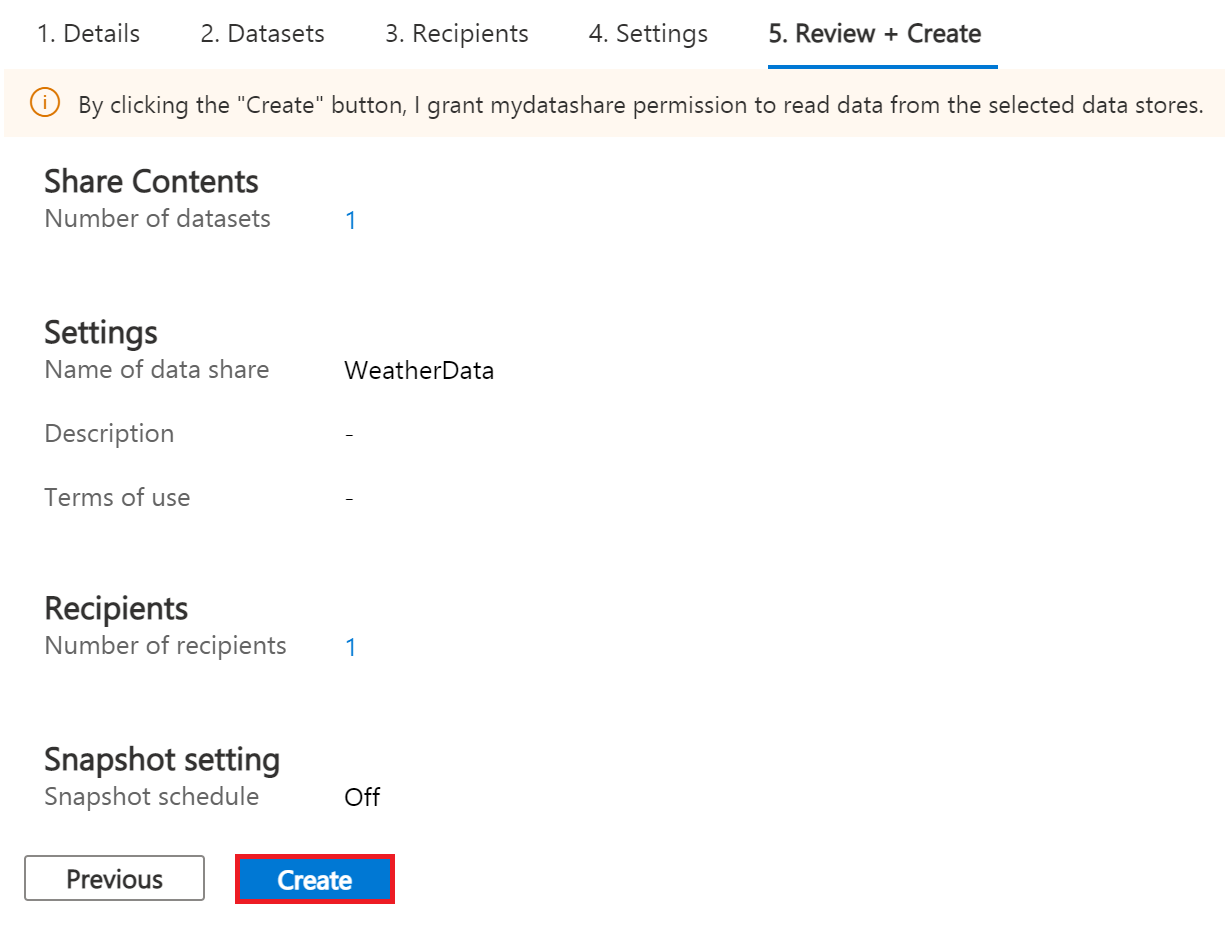 1. Details 2. Datasets 3. Recipients 4. Settings 5. Review + Create
By clicking the "Create" button, I grant mydatashare permission to read data from the selected data stores.
Share Contents
Number of datasets 1
Settings
Name of data share WeatherData
Description -
Terms of use -
Recipients
Number of recipients 1
Snapshot setting
Snapshot schedule Off
Previous Create